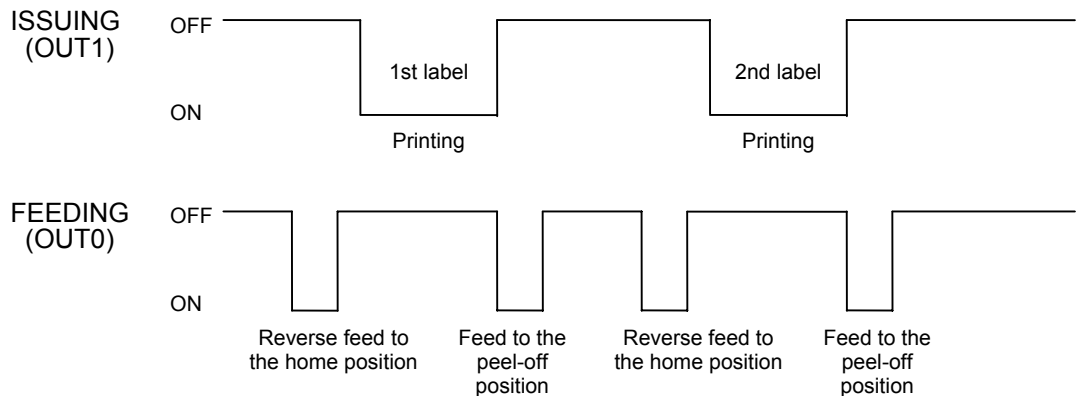 ISSUING
(OUT1)
OFF
1st label
2nd label
ON
Printing
Printing
FEEDING
(OUT0)
OFF
ON
Reverse feed to
the home position
Feed to the
peel-off
position
Reverse feed to
the home position
Feed to the
peel-off
position